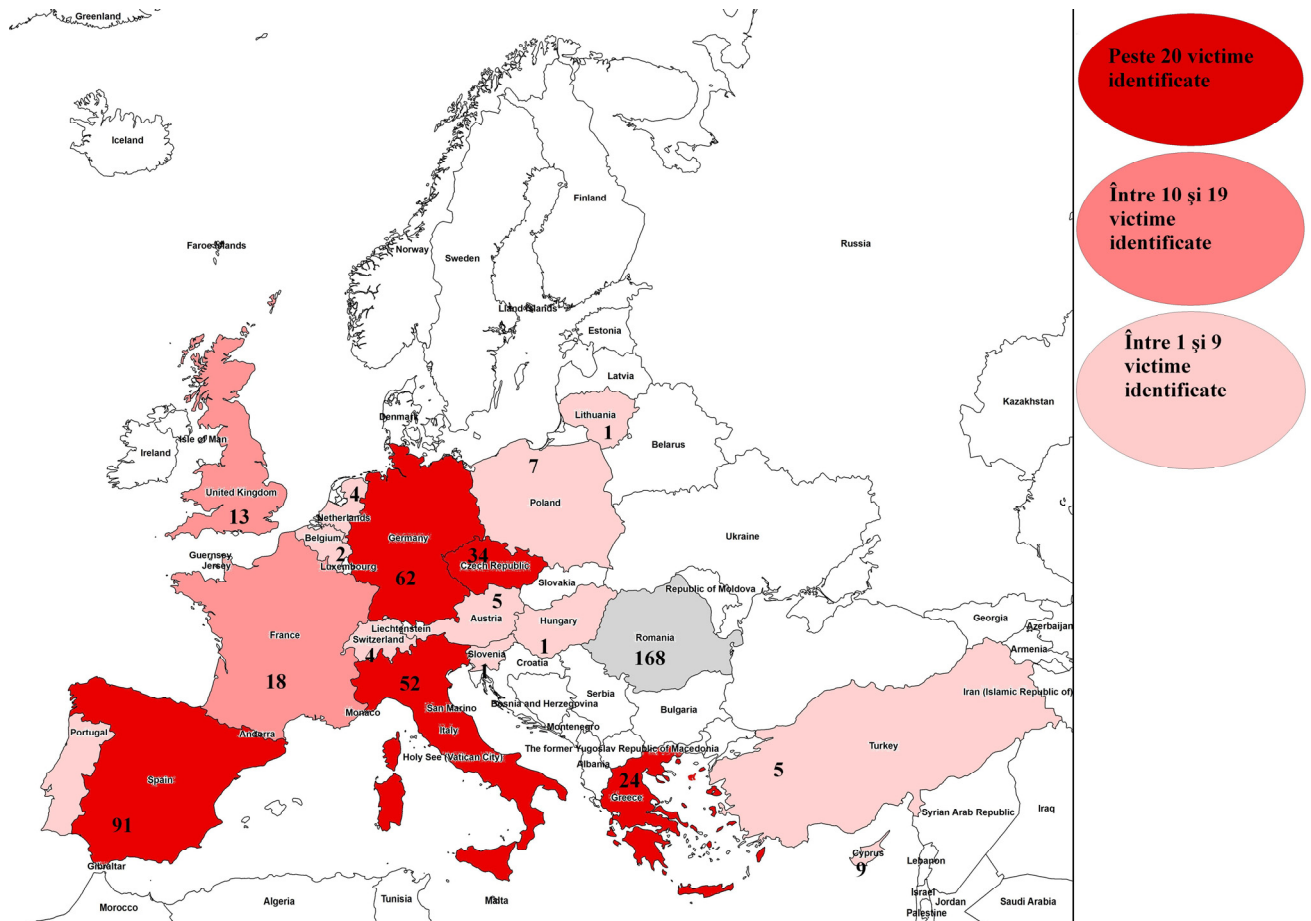 Greenland
Iceland
Faroe Islands
Norway
Sweden
Finland
Russia
Lland Islands
Estonia
Latvia
Lithuania
1
Denmark
Isle of Man
Ireland
United Kingdom
13
Belarus
Kazakhstan
7
Poland
4
Netherlands
Belgium
2
Luxembourg
Germany
62
34
Czech Republic
Ukraine
Guernsey
Jersey
Slovakia
Republic of Moldova
5
Austria
Hungary
1
Liechtenstein
Switzerland
4
France
18
Romania
168
Slovenia
1
Croatia
52
Georgia
Azerbaijan
Armenia
Serbia
Bosnia and Herzegovina
San Marino
Monaco
Italy
Montenegro
Bulgaria
Iran (Islamic Republic of)
Portugal
Andorra
Holy See (Vatican City)
The former Yugoslav Republic of Macedonia
Albania
Turkey
5
Spain
91
24
Greece
Syrian Arab Republic
Iraq
Cyprus
9
Lebanon
Gibraltar
Israel
Jordan
Palestine
Saudi Arabia
Morocco
Algeria
Tunisia
Malta
Peste 20 victime
identificate
Între 10 şi 19
victime
identificate
Între 1 şi 9
victime
identificate